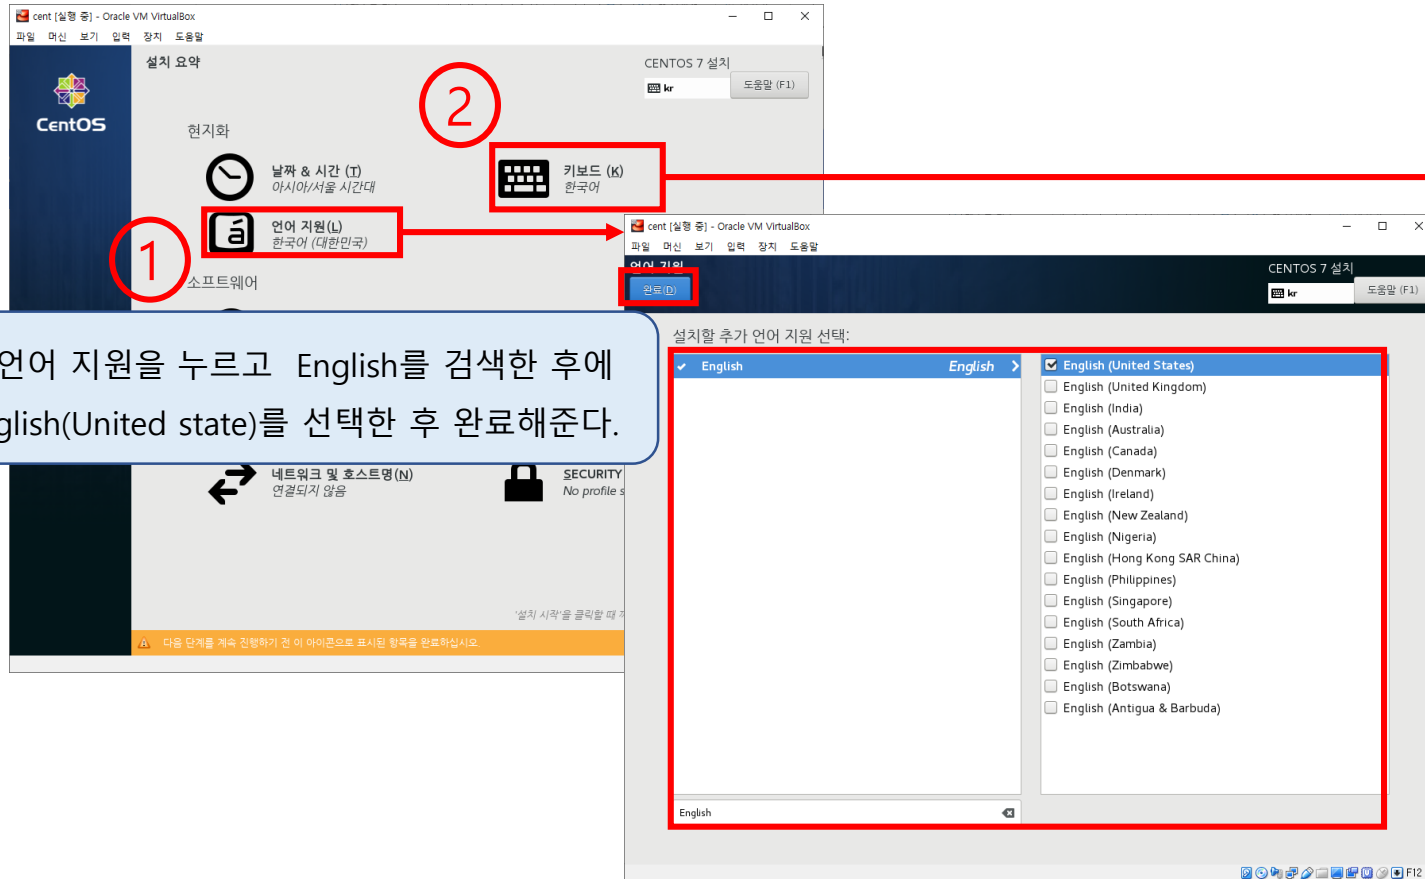 cent [실행 중] - Oracle VM VirtualBox
파일 머신 보기 입력 장치 도움말
설치 요약
CENTOS 7 설치
kr
도움말 (F1)
CentOS
2
현지화
날짜 & 시간 (T)
아시아/서울 시간대
키보드 (K)
한국어
1
언어 지원(L)
한국어 (대한민국)
소프트웨어
언어 지원을 누르고 English를 검색한 후에
glish(United state)를 선택한 후 완료해준다.
네트워크 및 호스트명(N)
연결되지 않음
SECURITY
No profile s
'설치 시작'을 클릭할 때 까
다음 단계를 계속 진행하기 전 이 아이콘으로 표시된 항목을 완료하십시오.
cent [실행 중] - Oracle VM VirtualBox
파일 머신 보기 입력 장치 도움말
언어 지원
완료(D)
CENTOS 7 설치
kr
도움말 (F1)
설치할 추가 언어 지원 선택:
English English
English (United States)
English (United Kingdom)
English (India)
English (Australia)
English (Canada)
English (Denmark)
English (Ireland)
English (New Zealand)
English (Nigeria)
English (Hong Kong SAR China)
English (Philippines)
English (Singapore)
English (South Africa)
English (Zambia)
English (Zimbabwe)
English (Botswana)
English (Antigua & Barbuda)
English
F12